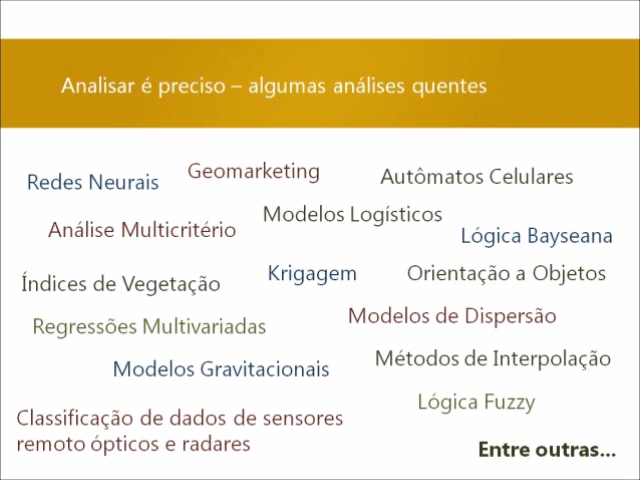 Analisar é preciso – algumas análises quentes
Redes Neurais
Geomarketing
Autômatos Celulares
Análise Multicritério
Modelos Logísticos
Lógica Bayseana
Índices de Vegetação
Krigagem
Orientação a Objetos
Regressões Multivariadas
Modelos de Dispersão
Modelos Gravitacionais
Métodos de Interpolação
Lógica Fuzzy
Classificação de dados de sensores
remoto ópticos e radares
Entre outras...